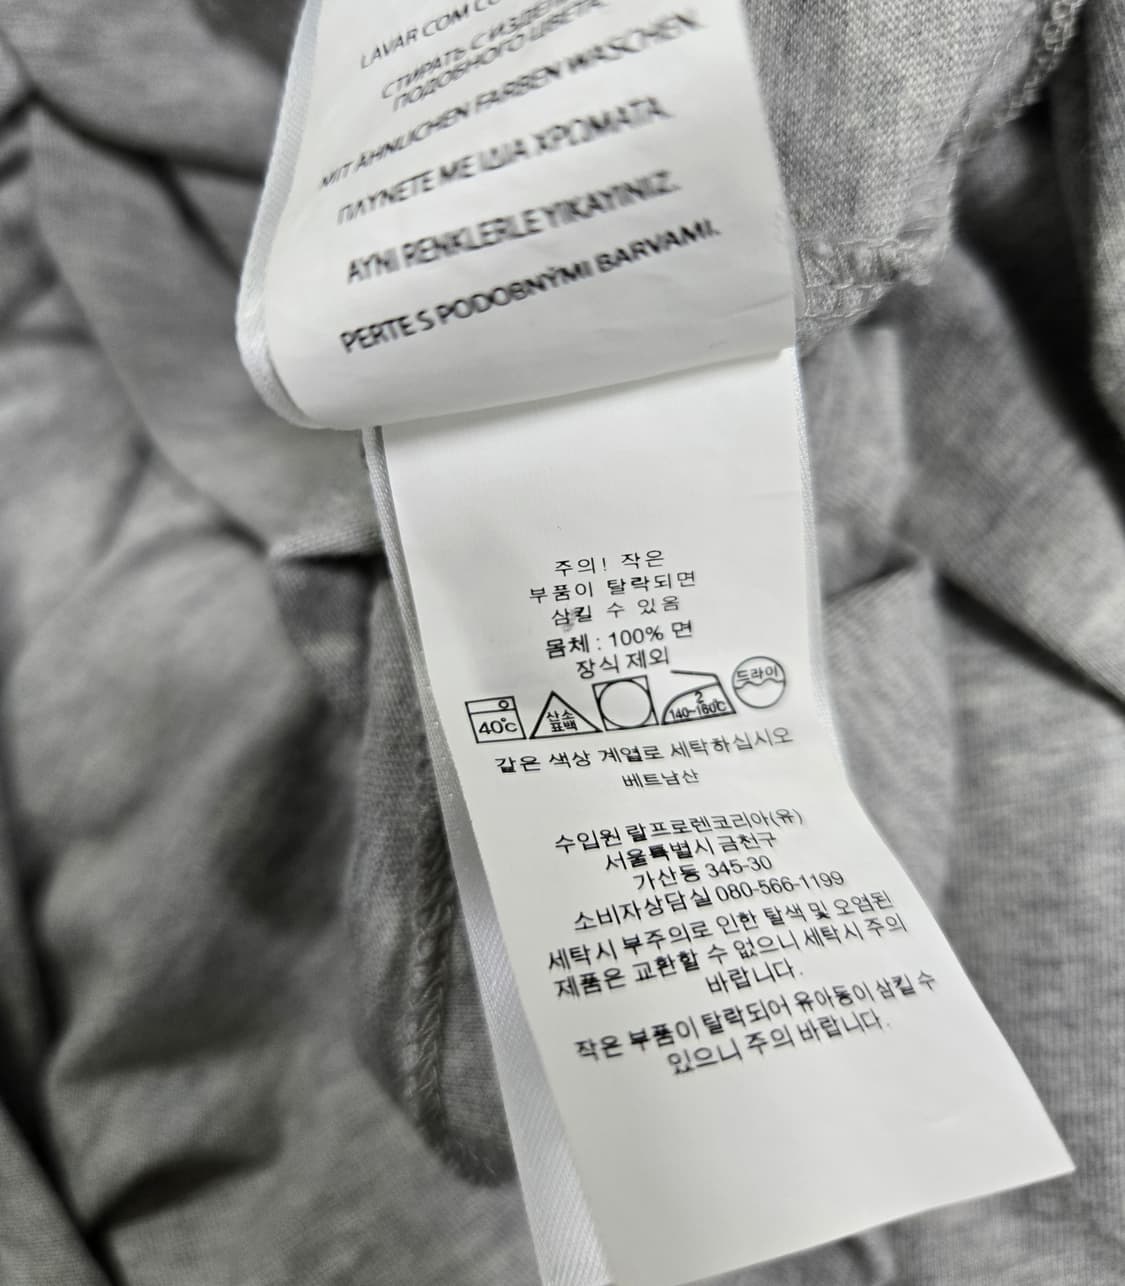 LAVAR COM
СТИРАТЬ С ИЗДЕЛ
ПОДОБНОГО ЦВЕТА.
MIT ÄHNLICHEN FARBEN WASCHEN.
ΠΛΥΝΕΤΕ ΜΕ ΙΔΙΑ ΧΡΩΜΑΤΑ.
AYNI RENKLERLE YIKAYINIZ.
PERTE S PODOBNÝMI BARVAMI.
주의! 작은
부품이 탈락되면
삼킬 수 있음
몸체 : 100% 면
장식 제외
40℃ 산소 표백 2 140~160℃ 드라이
같은 색상 계열로 세탁하십시오
베트남산
수입원 랄프로렌코리아(유)
서울특별시 금천구
가산동 345-30
소비자상담실 080-566-1199
세탁시 부주의로 인한 탈색 및 오염된
제품은 교환할 수 없으니 세탁시 주의
바랍니다.
작은 부품이 탈락되어 유아동이 삼킬 수
있으니 주의 바랍니다.